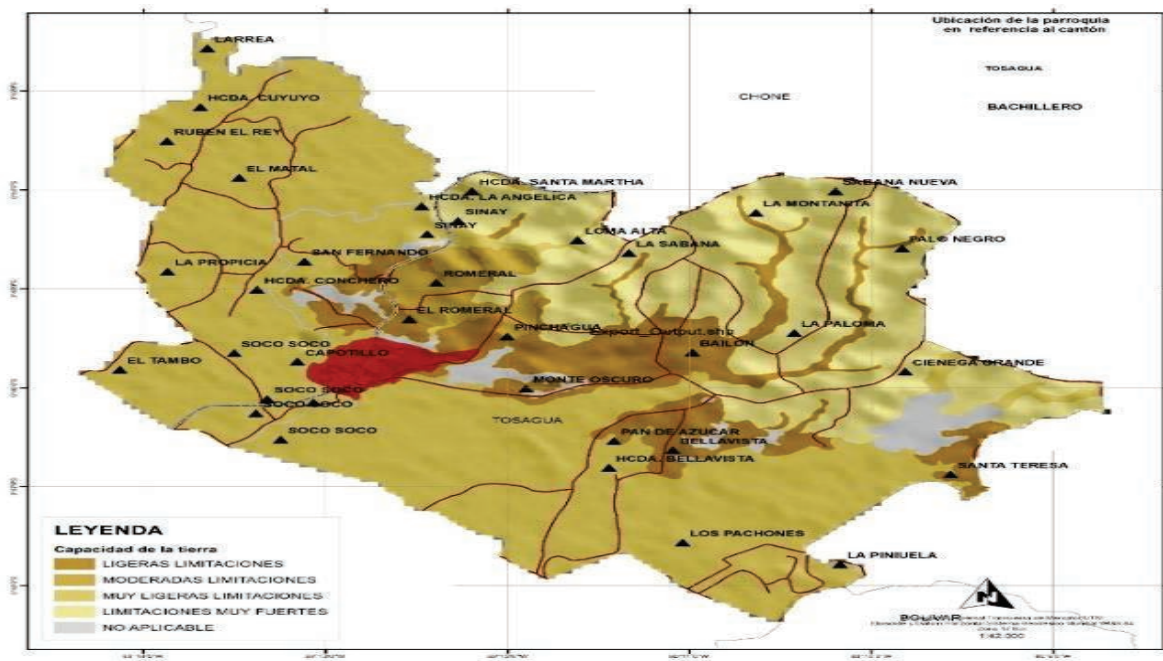 Ubicación de la parroquia
en referencia al cantón
TOSAGUA
BACHILLERO
CHONE
LARREA
HCDA. CUYUYO
RUBEN EL REY
EL MATAL
HCDA. SANTA MARTHA
HCDA. LA ANGELICA
SINAY
SINAY
SABANA NUEVA
LA MONTANITA
LOMA ALTA
LA SABANA
PALO NEGRO
SAN FERNANDO
LA PROPICIA
ROMERAL
HCDA. CONCHERO
EL ROMERAL
PINCHAGUA
Export_Output.shp
LA PALOMA
BAILON
SOCO SOCO
CAPOTILLO
EL TAMBO
CIENEGA GRANDE
MONTE OSCURO
SOCO SOCO
SOCO SOCO
TOSAGUA
SOCO SOCO
PAN DE AZUCAR
BELLAVISTA
HCDA. BELLAVISTA
SANTA TERESA
LOS PACHONES
LA PINIUELA
LEYENDA
Capacidad de la tierra
LIGERAS LIMITACIONES
MODERADAS LIMITACIONES
MUY LIGERAS LIMITACIONES
LIMITACIONES MUY FUERTES
NO APLICABLE
N
BOLIVAR
1:42.000